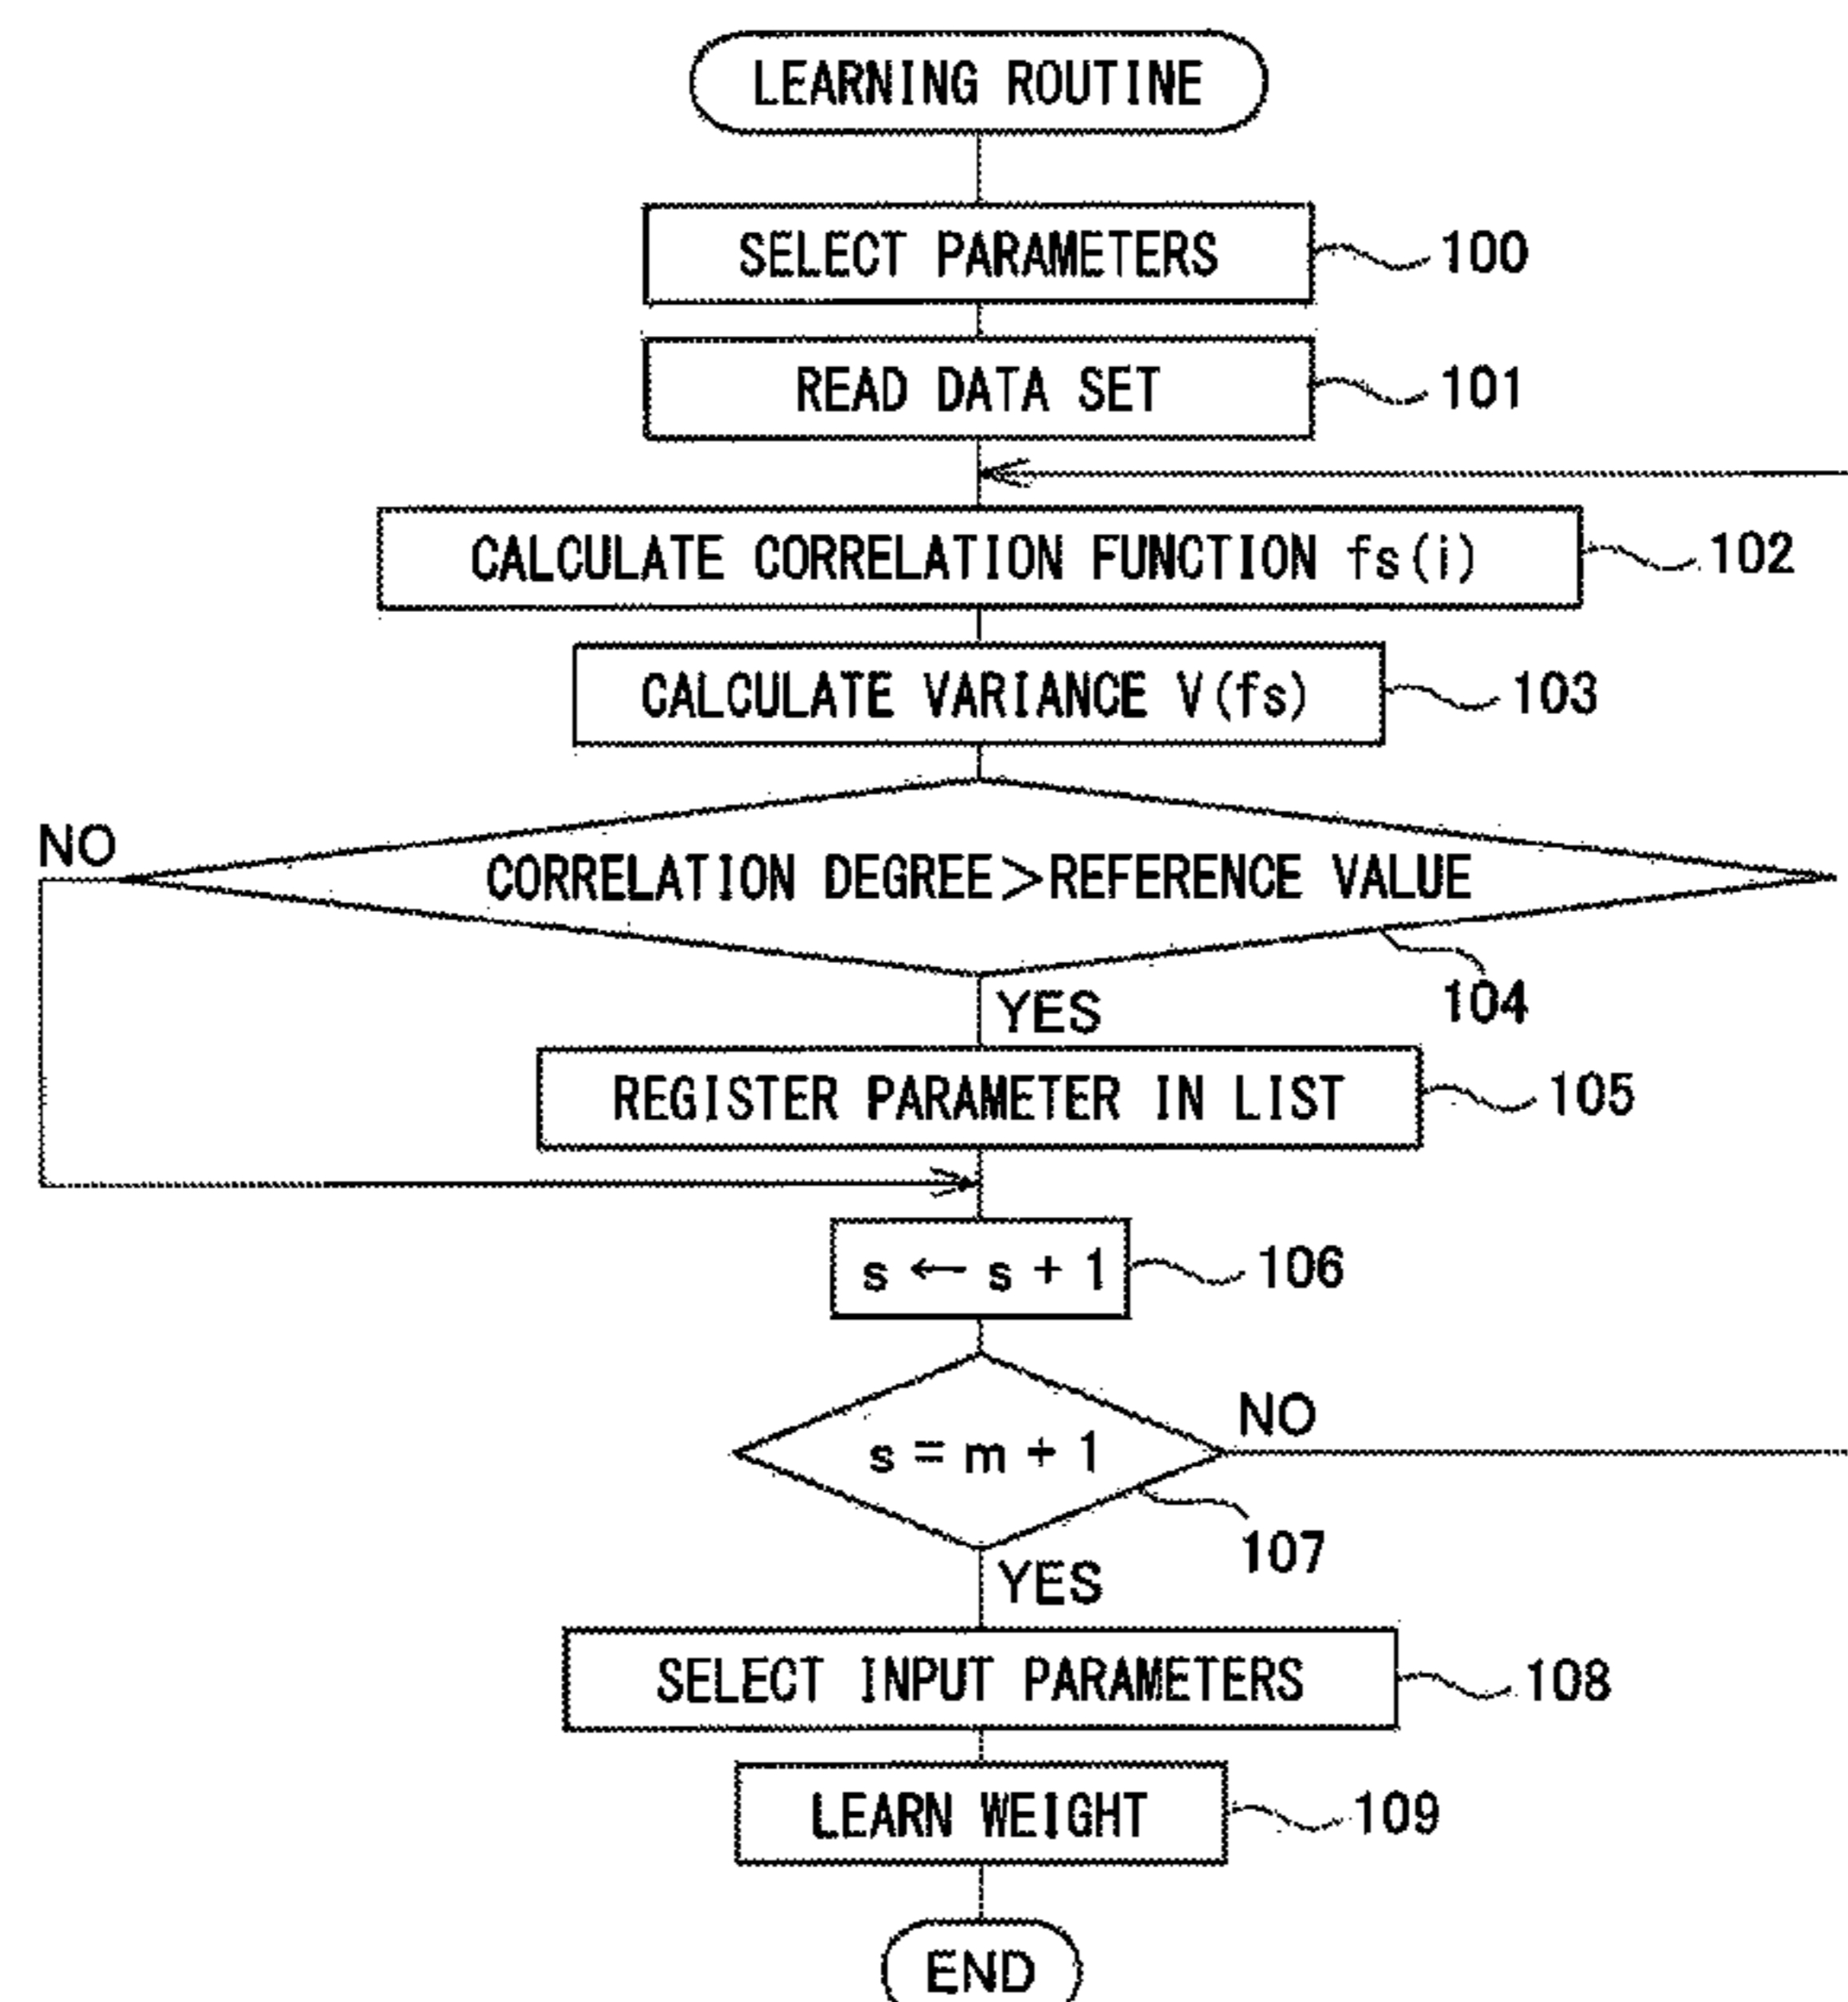 LEARNING ROUTINE
SELECT PARAMETERS
100
READ DATA SET
101
CALCULATE CORRELATION FUNCTION fs(i)
102
CALCULATE VARIANCE V(fs)
103
NO
CORRELATION DEGREE>REFERENCE VALUE
104
YES
REGISTER PARAMETER IN LIST
105
s ← s + 1
106
NO
s = m + 1
107
YES
SELECT INPUT PARAMETERS
108
LEARN WEIGHT
109
END